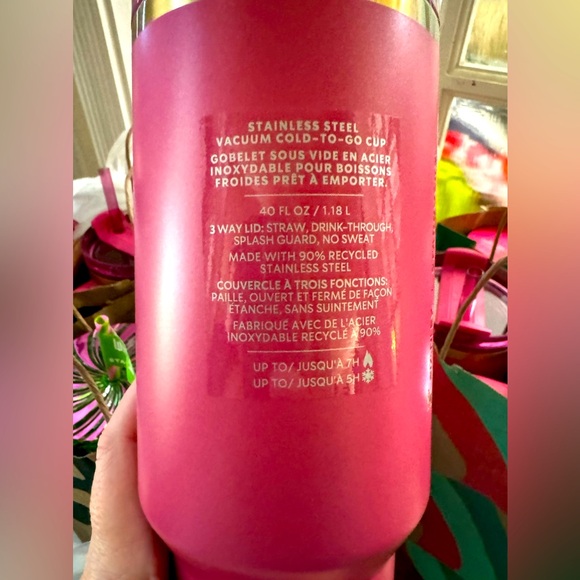 STAINLESS STEEL
VACUUM COLD-TO-GO CUP
GOBELET SOUS VIDE EN ACIER
INOXYDABLE POUR BOISSONS
FROIDES PRÊT À EMPORTER.
40 FL OZ / 1.18 L
3 WAY LID: STRAW, DRINK-THROUGH,
SPLASH GUARD, NO SWEAT
MADE WITH 90% RECYCLED
STAINLESS STEEL
COUVERCLE À TROIS FONCTIONS:
PAILLE, OUVERT ET FERMÉ DE FAÇON
ÉTANCHE, SANS SUINTEMENT
FABRIQUÉ AVEC DE L'ACIER
INOXYDABLE RECYCLÉ À 90%
UP TO/ JUSQU'À 7H
UP TO/ JUSQU'À 5H